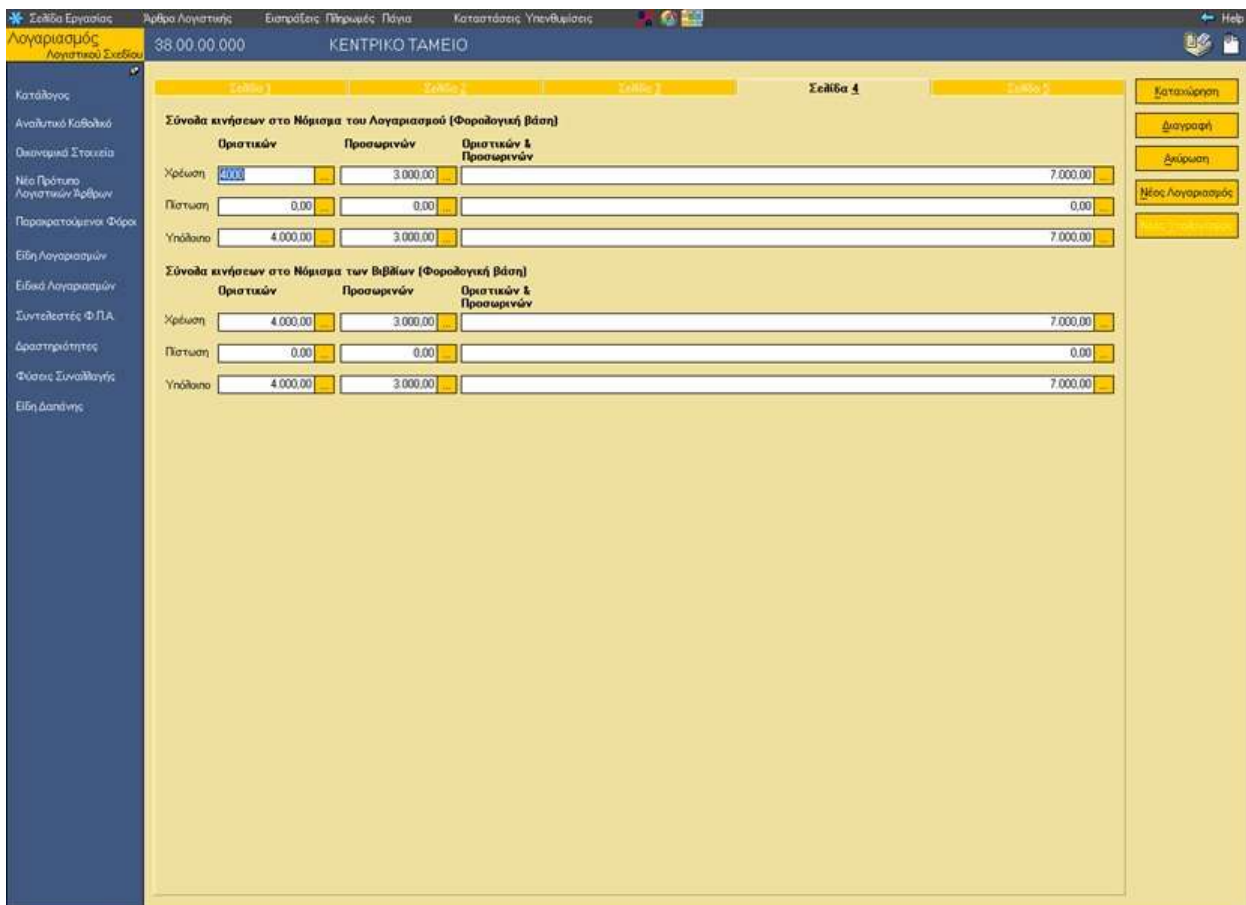 Σελίδα Εργασίας Άρθρα Λογιστικής Εισπράξεις Πληρωμές Πάγια Καταστάσεις Υπενθυμίσεις Help
Λογαριασμός
Λογιστικού Σχεδίου
38.00.00.000 ΚΕΝΤΡΙΚΟ ΤΑΜΕΙΟ
Κατάλογος
Αναλυτικό Καθολικό
Οικονομικά Στοιχεία
Νέο Πρότυπο
Λογιστικών Άρθρων
Παρακρατούμενοι Φόροι
Είδη Λογαριασμών
Ειδικά Λογαριασμών
Συντελεστές Φ.Π.Α.
Δραστηριότητες
Φύσεις Συναλλαγής
Είδη Δαπάνης
Σελίδα 1 Σελίδα 2 Σελίδα 3 Σελίδα 4 Σελίδα 5
Σύνολα κινήσεων στο Νόμισμα του Λογαριασμού (Φορολογική βάση)
Οριστικών Προσωρινών Οριστικών &
Προσωρινών
Χρέωση 4000 ... 3.000,00 ... 7.000,00 ...
Πίστωση 0,00 ... 0,00 ... 0,00 ...
Υπόλοιπο 4.000,00 ... 3.000,00 ... 7.000,00 ...
Σύνολα κινήσεων στο Νόμισμα των Βιβλίων (Φορολογική βάση)
Οριστικών Προσωρινών Οριστικών &
Προσωρινών
Χρέωση 4.000,00 ... 3.000,00 ... 7.000,00 ...
Πίστωση 0,00 ... 0,00 ... 0,00 ...
Υπόλοιπο 4.000,00 ... 3.000,00 ... 7.000,00 ...
Καταχώρηση
Διαγραφή
Ακύρωση
Νέος Λογαριασμός